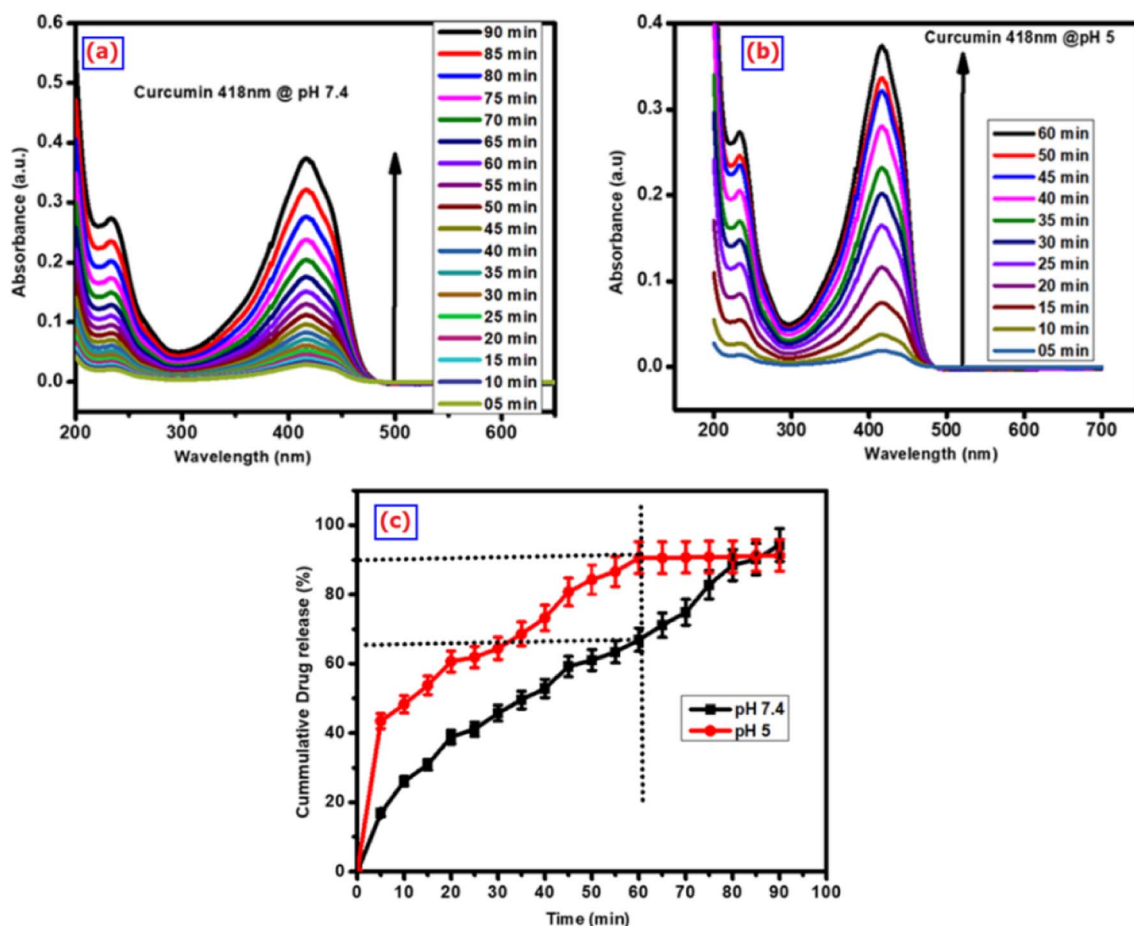 (a)
Curcumin 418nm @ pH 7.4
90 min
85 min
80 min
75 min
70 min
65 min
60 min
55 min
50 min
45 min
40 min
35 min
30 min
25 min
20 min
15 min
10 min
05 min
Absorbance (a.u.)
0.6
0.5
0.4
0.3
0.2
0.1
0.0
200
300
400
500
600
Wavelength (nm)
(b)
Curcumin 418nm @pH 5
60 min
50 min
45 min
40 min
35 min
30 min
25 min
20 min
15 min
10 min
05 min
Absorbance (a.u)
0.4
0.3
0.2
0.1
0.0
200
300
400
500
600
700
Wavelength (nm)
(c)
Cummulative Drug release (%)
100
80
60
40
20
0
pH 7.4
pH 5
0
10
20
30
40
50
60
70
80
90
100
Time (min)